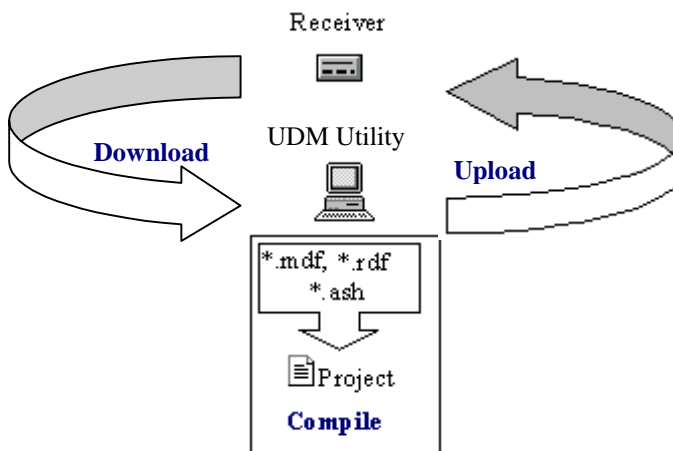 Receiver
UDM Utility
Download
Upload
*.mdf, *.rdf
*.ash
Project
Compile